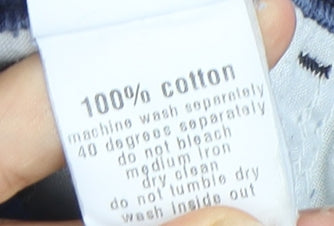 100% cotton
machine wash seperetely
40 degrees separately
do not bleach
medium iron
dry clean
do not tumble dry
wash inside out